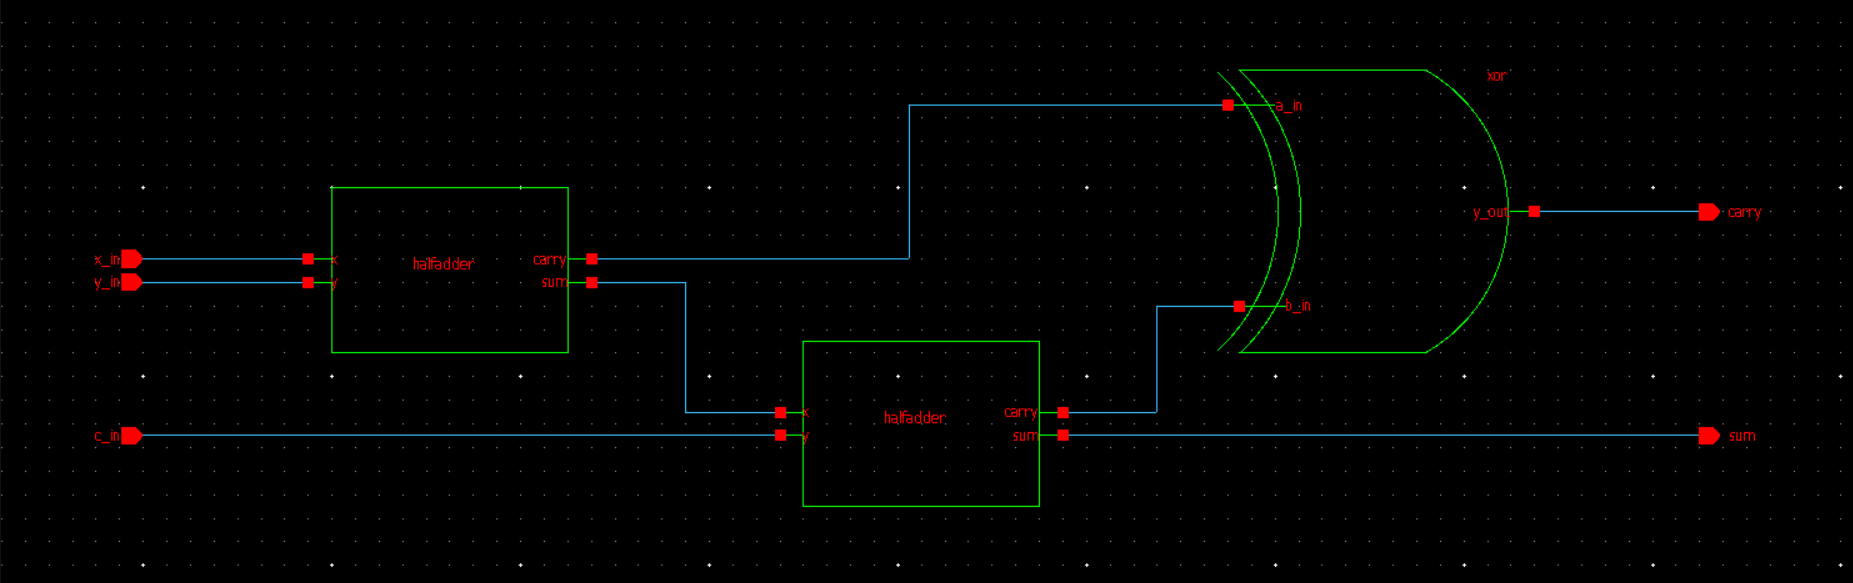 xor
a_in
y_out
carry
b_in
x_in
x
halfadder
carry
y_in
y
sum
x
halfadder
carry
c_in
y
sum
sum